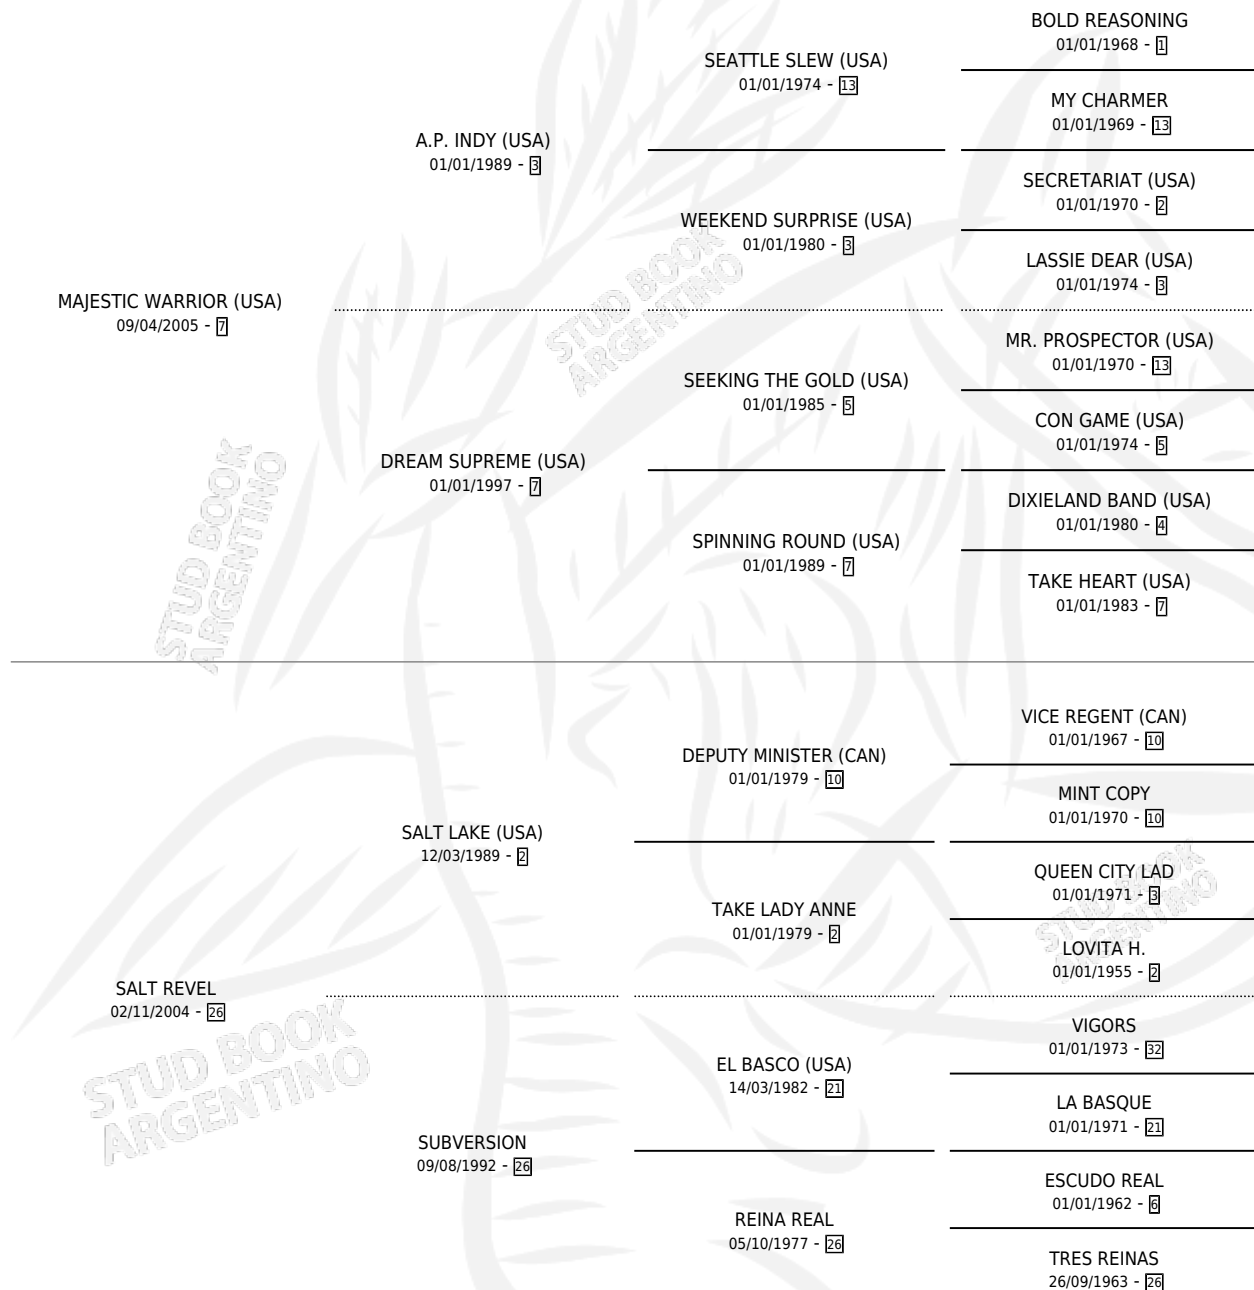 BOLD REASONING
01/01/1968 - 1
SEATTLE SLEW (USA)
01/01/1974 - 13
MY CHARMER
01/01/1969 - 13
A.P. INDY (USA)
01/01/1989 - 3
SECRETARIAT (USA)
01/01/1970 - 2
WEEKEND SURPRISE (USA)
01/01/1980 - 3
LASSIE DEAR (USA)
01/01/1974 - 3
MAJESTIC WARRIOR (USA)
09/04/2005 - 7
MR. PROSPECTOR (USA)
01/01/1970 - 13
SEEKING THE GOLD (USA)
01/01/1985 - 5
CON GAME (USA)
01/01/1974 - 5
DREAM SUPREME (USA)
01/01/1997 - 7
DIXIELAND BAND (USA)
01/01/1980 - 4
SPINNING ROUND (USA)
01/01/1989 - 7
TAKE HEART (USA)
01/01/1983 - 7
VICE REGENT (CAN)
01/01/1967 - 10
DEPUTY MINISTER (CAN)
01/01/1979 - 10
MINT COPY
01/01/1970 - 10
SALT LAKE (USA)
12/03/1989 - 2
QUEEN CITY LAD
01/01/1971 - 3
TAKE LADY ANNE
01/01/1979 - 2
LOVITA H.
01/01/1955 - 2
SALT REVEL
02/11/2004 - 26
VIGORS
01/01/1973 - 32
EL BASCO (USA)
14/03/1982 - 21
LA BASQUE
01/01/1971 - 21
SUBVERSION
09/08/1992 - 26
ESCUDO REAL
01/01/1962 - 6
REINA REAL
05/10/1977 - 26
TRES REINAS
26/09/1963 - 26
STUD BOOK
ARGENTINO
STUD BOOK
ARGENTINO
STUD BOOK
ARGENTINO
STUD BOOK
ARGENTINO